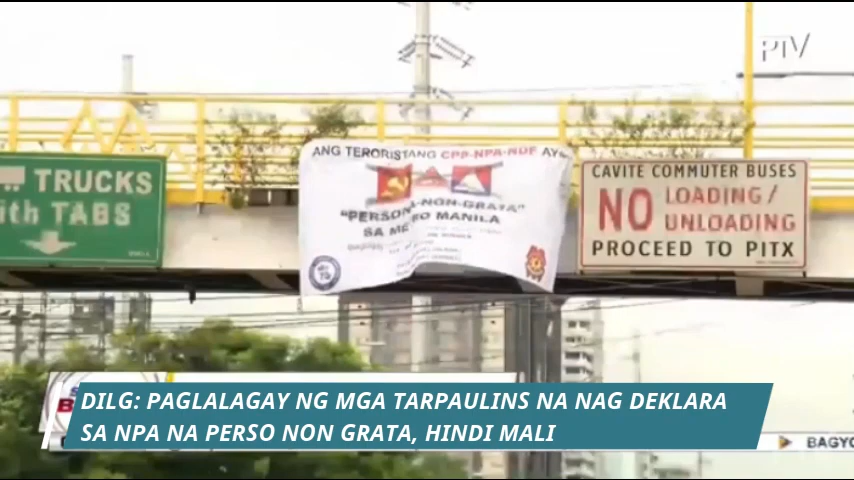 PTV
TRUCKS
with TABS
ANG TERORISTANG CPP-NPA-NDF AY
"PERSONA-NON-GRATA"
SA METRO MANILA
CAVITE COMMUTER BUSES
NO LOADING /
UNLOADING
PROCEED TO PITX
DILG: PAGLALAGAY NG MGA TARPAULINS NA NAG DEKLARA
SA NPA NA PERSO NON GRATA, HINDI MALI
BAGYO